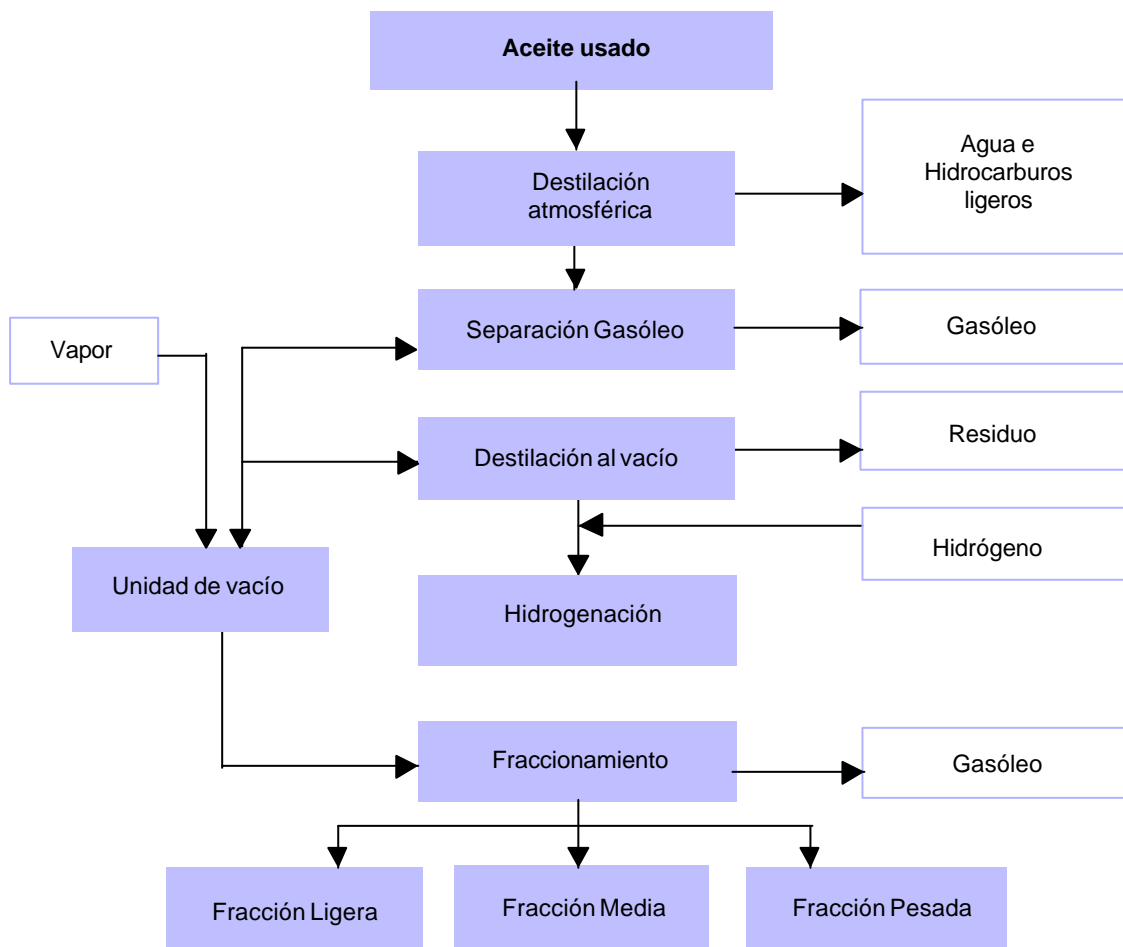 Aceite usado
Destilación
atmosférica
Agua e
Hidrocarburos
ligeros
Separación Gasóleo
Gasóleo
Vapor
Destilación al vacío
Residuo
Hidrógeno
Unidad de vacío
Hidrogenación
Fraccionamiento
Gasóleo
Fracción Ligera
Fracción Media
Fracción Pesada